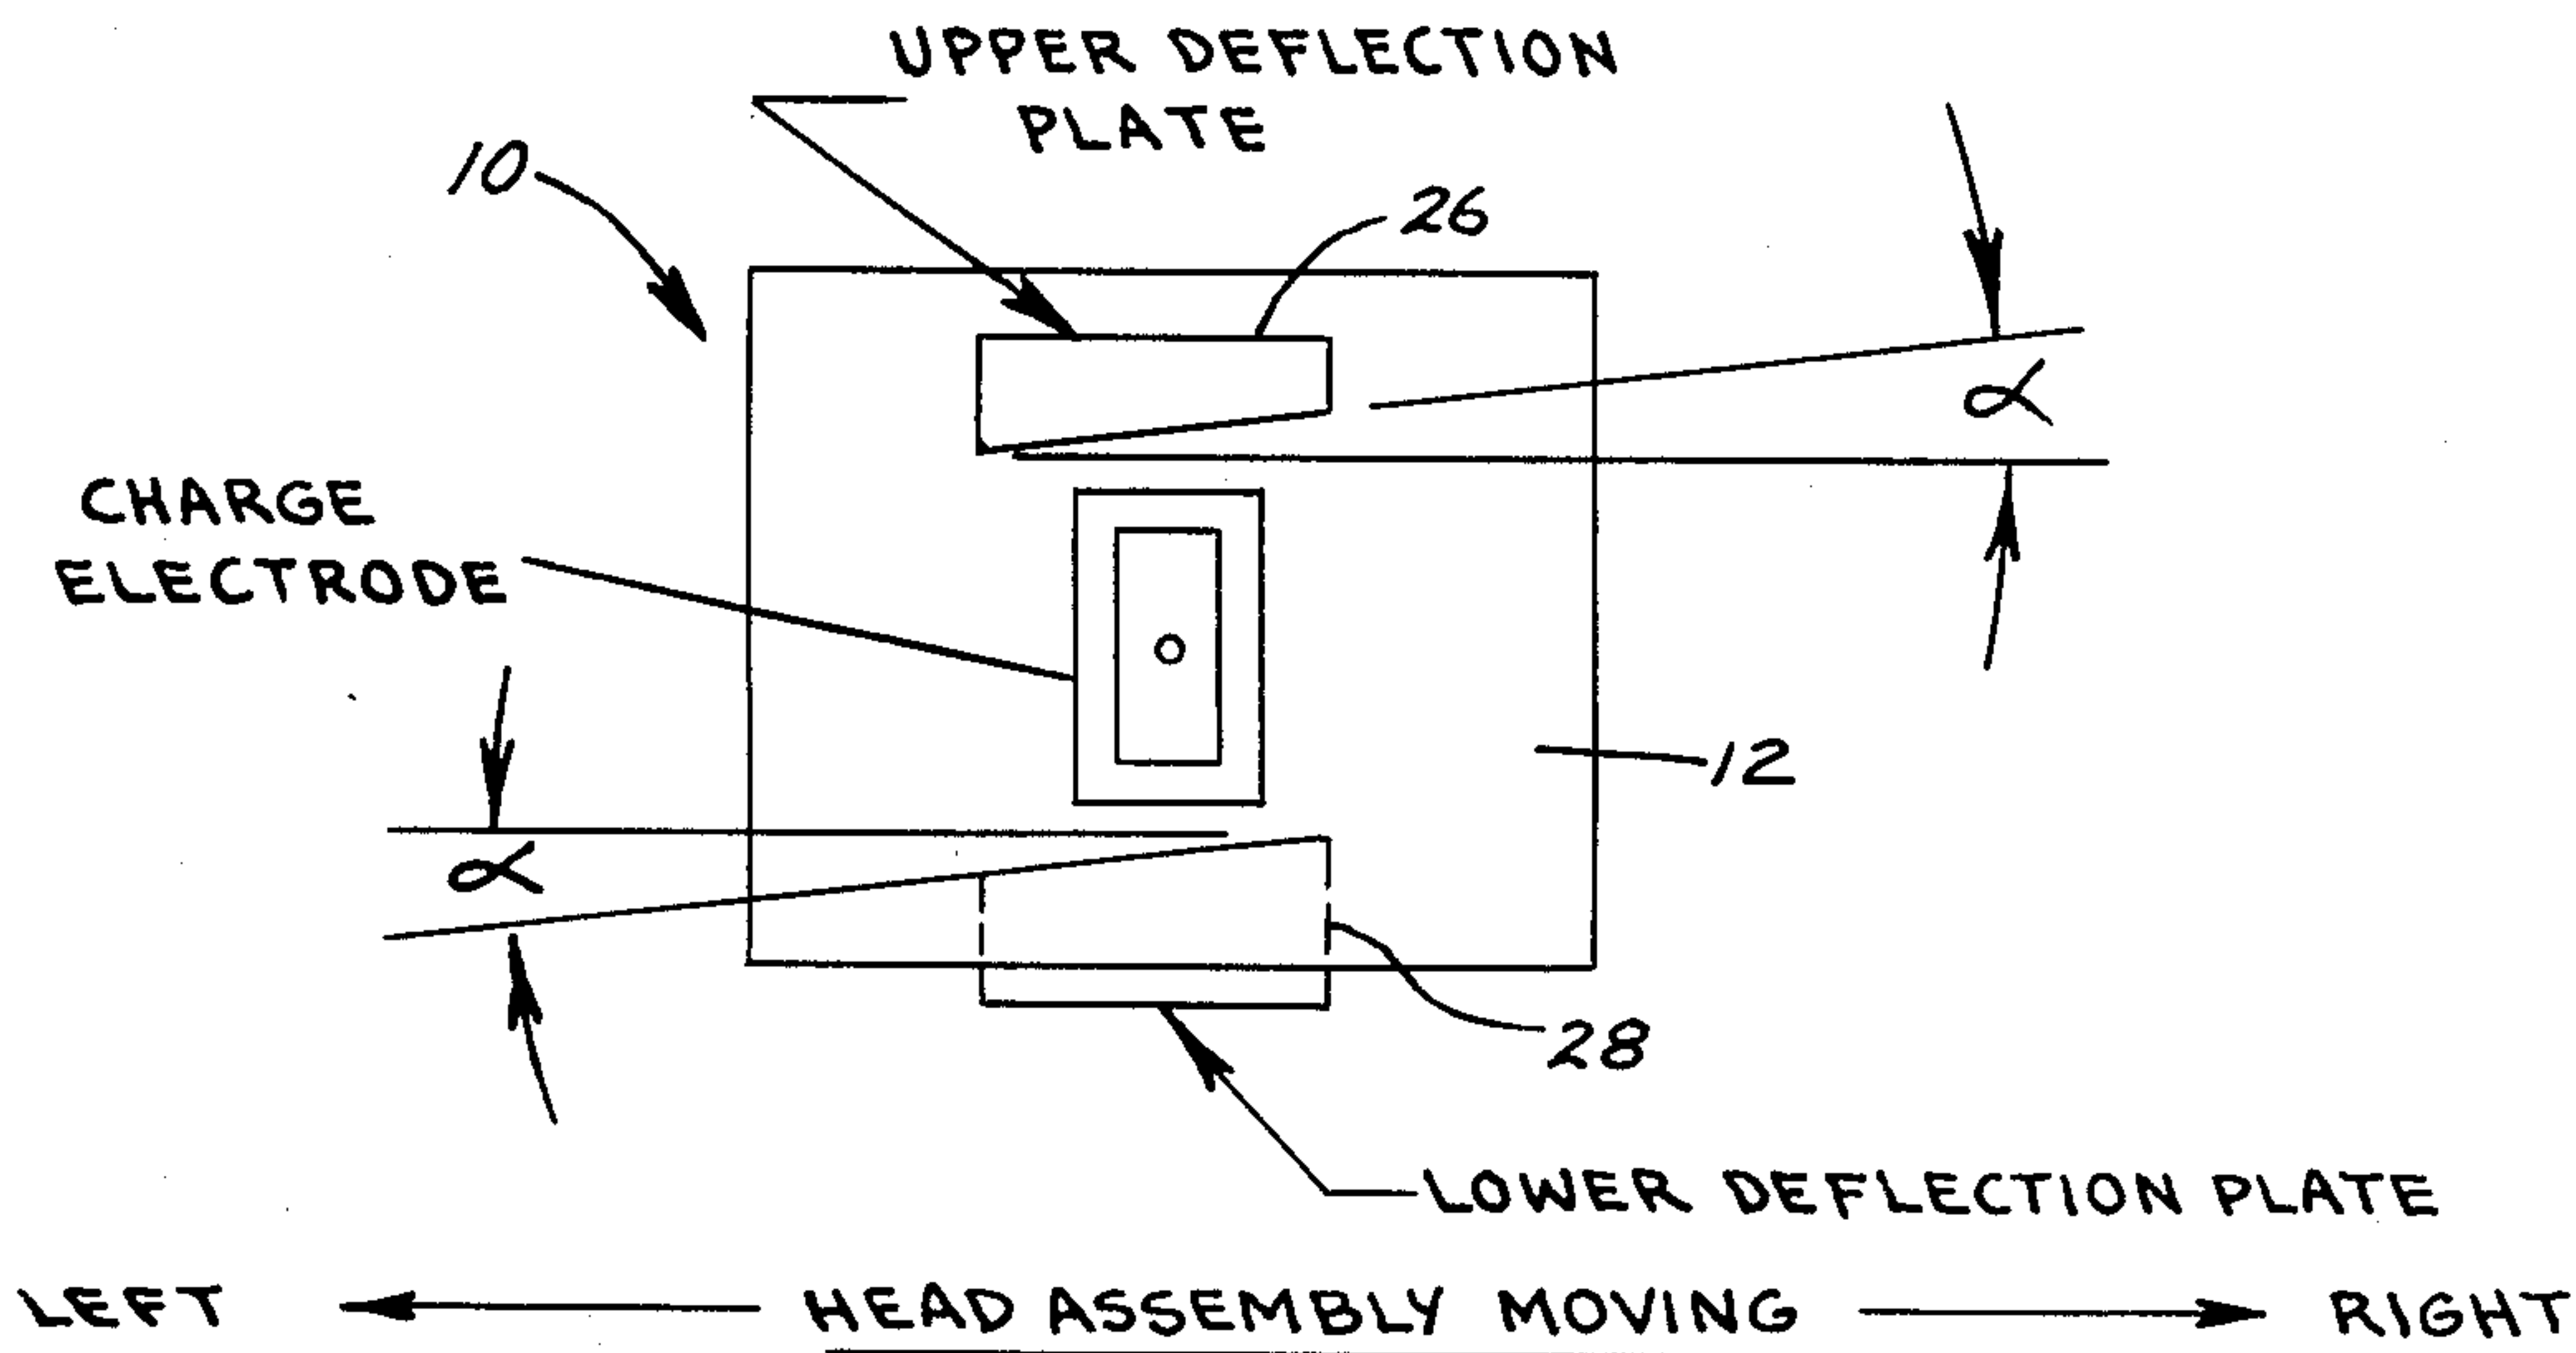 UPPER DEFLECTION
PLATE
10
26
α
CHARGE
ELECTRODE
12
α
28
LOWER DEFLECTION PLATE
LEFT
HEAD ASSEMBLY MOVING
RIGHT